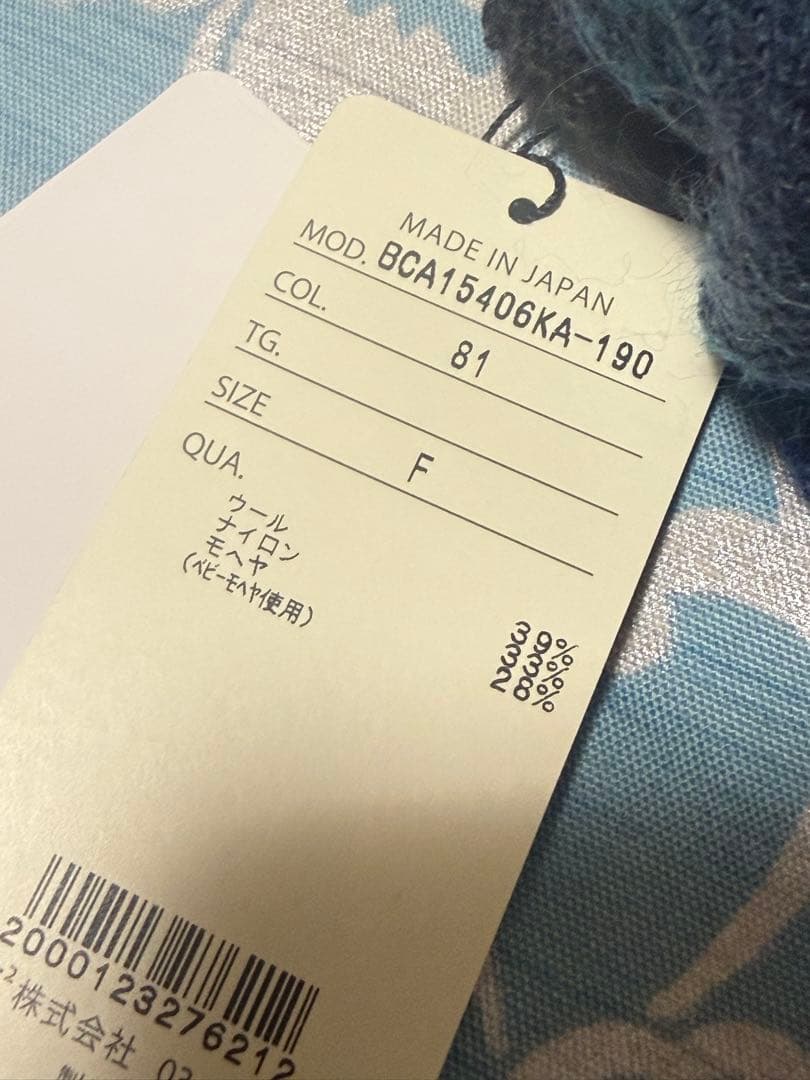 MADE IN JAPAN
MOD. BCA15406KA-190
COL. 81
TG.
SIZE F
QUA.
ウール 39%
ナイロン 33%
モヘヤ 28%
(ベビーモヘヤ使用)
2000123276212
株式会社 03